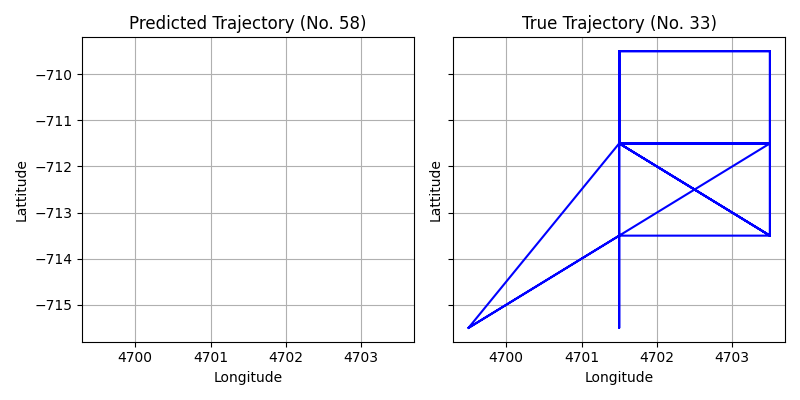 Predicted Trajectory (No. 58)
True Trajectory (No. 33)
Lattitude
−710
−711
−712
−713
−714
−715
4700
4701
4702
4703
Longitude
Lattitude
4700
4701
4702
4703
Longitude